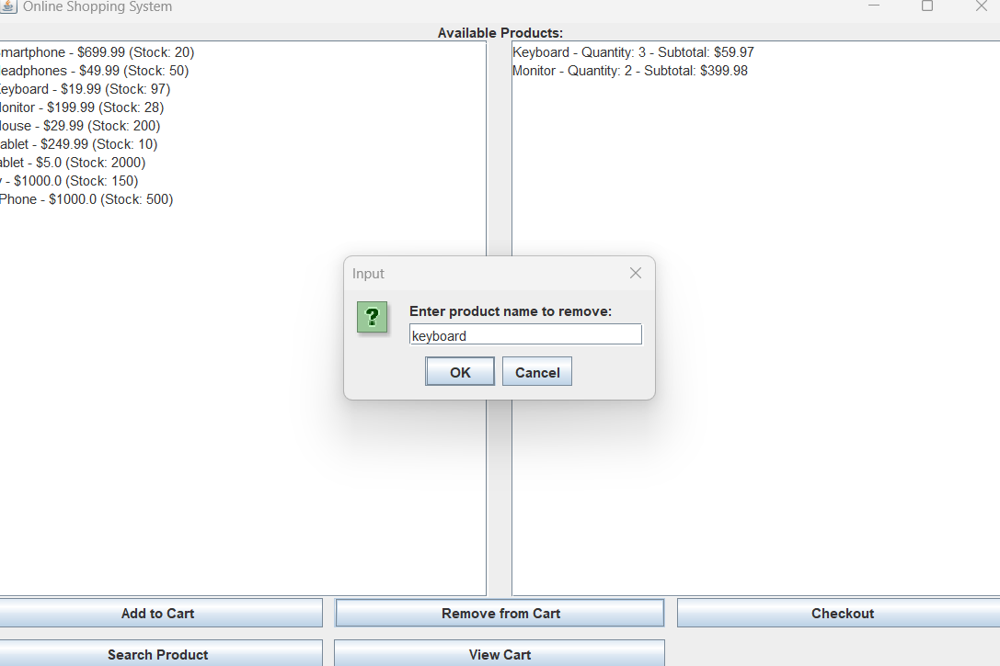 Online Shopping System
Available Products:
martphone - $699.99 (Stock: 20)
eadphones - $49.99 (Stock: 50)
eyboard - $19.99 (Stock: 97)
onitor - $199.99 (Stock: 28)
ouse - $29.99 (Stock: 200)
ablet - $249.99 (Stock: 10)
ablet - $5.0 (Stock: 2000)
- $1000.0 (Stock: 150)
Phone - $1000.0 (Stock: 500)
Keyboard - Quantity: 3 - Subtotal: $59.97
Monitor - Quantity: 2 - Subtotal: $399.98
Input
Enter product name to remove:
keyboard
OK
Cancel
Add to Cart
Remove from Cart
Checkout
Search Product
View Cart